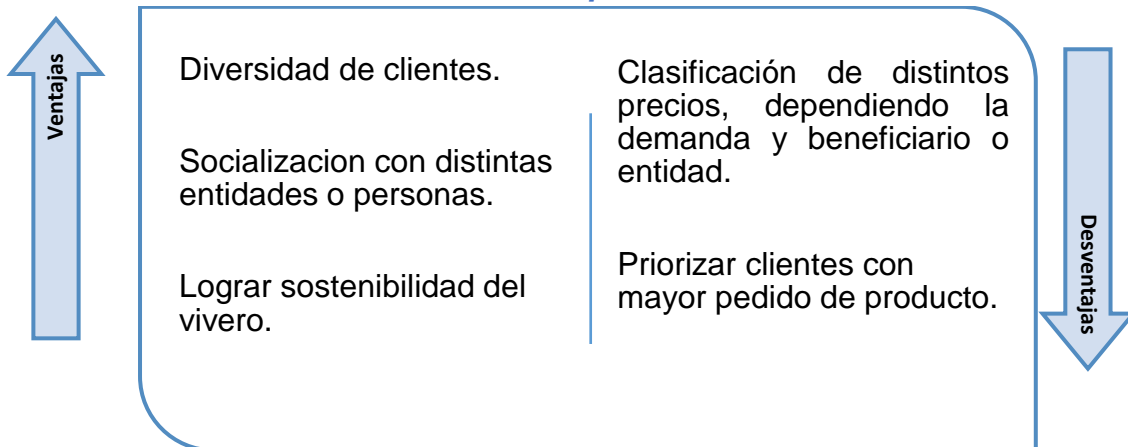 Ventajas
Diversidad de clientes.
Socializacion con distintas
entidades o personas.
Lograr sostenibilidad del
vivero.
Clasificación de distintos
precios, dependiendo la
demanda y beneficiario o
entidad.
Priorizar clientes con
mayor pedido de producto.
Desventajas